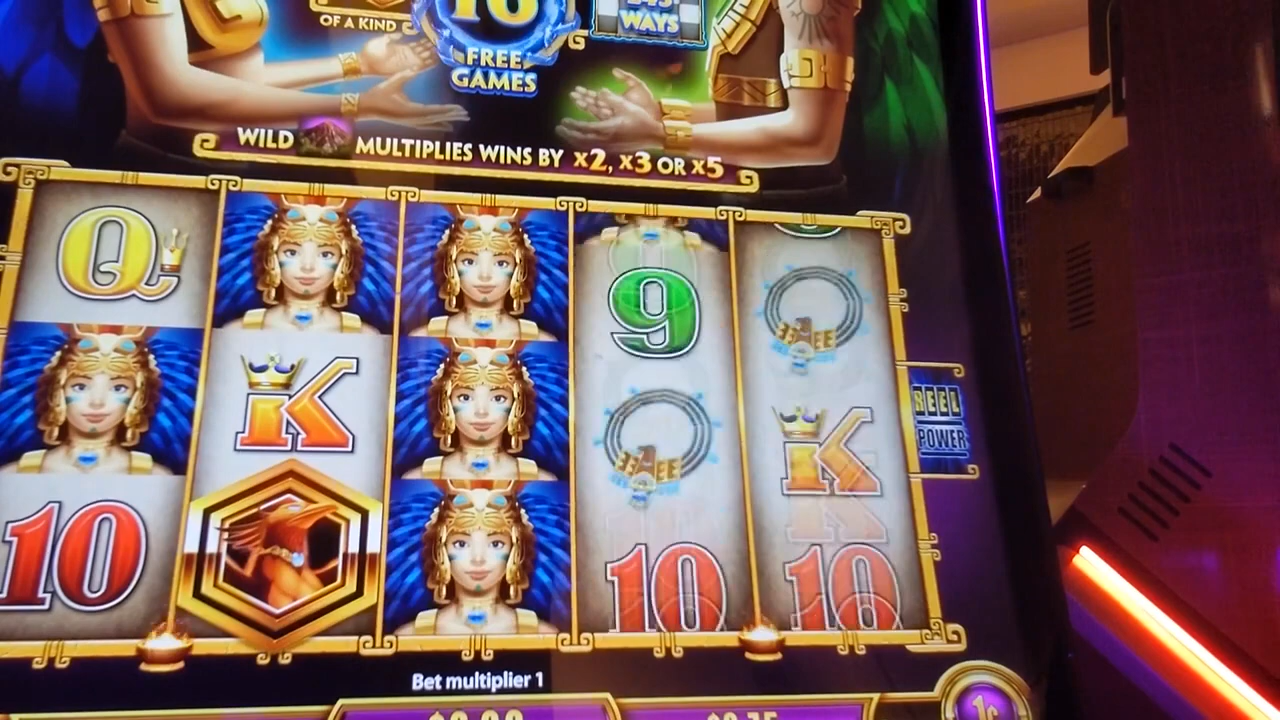 OF A KIND
FREE
GAMES
WAYS
WILD MULTIPLIES WINS BY x2, x3 OR x5
Q
9
K
K
10
10
10
REEL
POWER
Bet multiplier 1
1¢